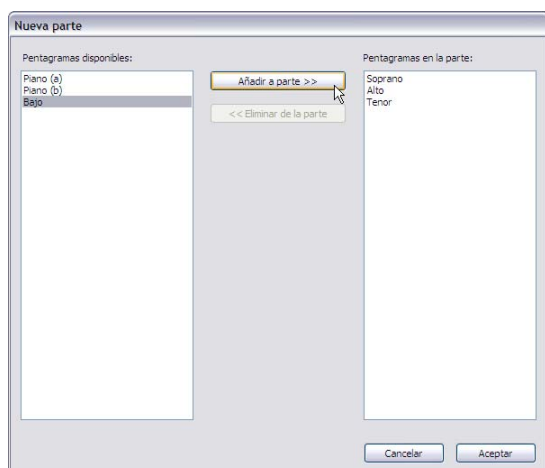 Nueva parte
Pentagramas disponibles:
Piano (a)
Piano (b)
Bajo
Añadir a parte >>
<< Eliminar de la parte
Pentagramas en la parte:
Soprano
Alto
Tenor
Cancelar
Aceptar